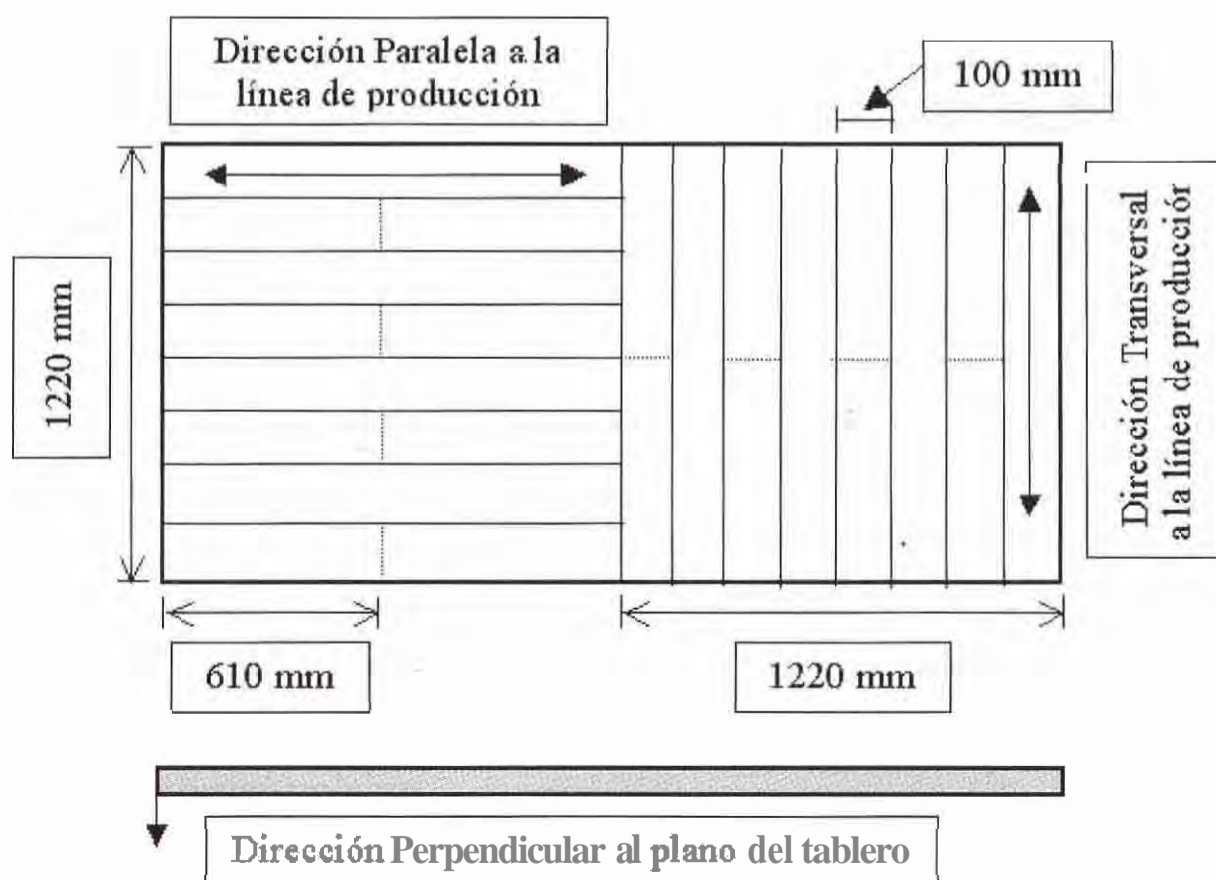 Dirección Paralela a la
línea de producción
100 mm
1220 mm
Dirección Transversal
a la línea de producción
610 mm
1220 mm
Dirección Perpendicular al plano del tablero